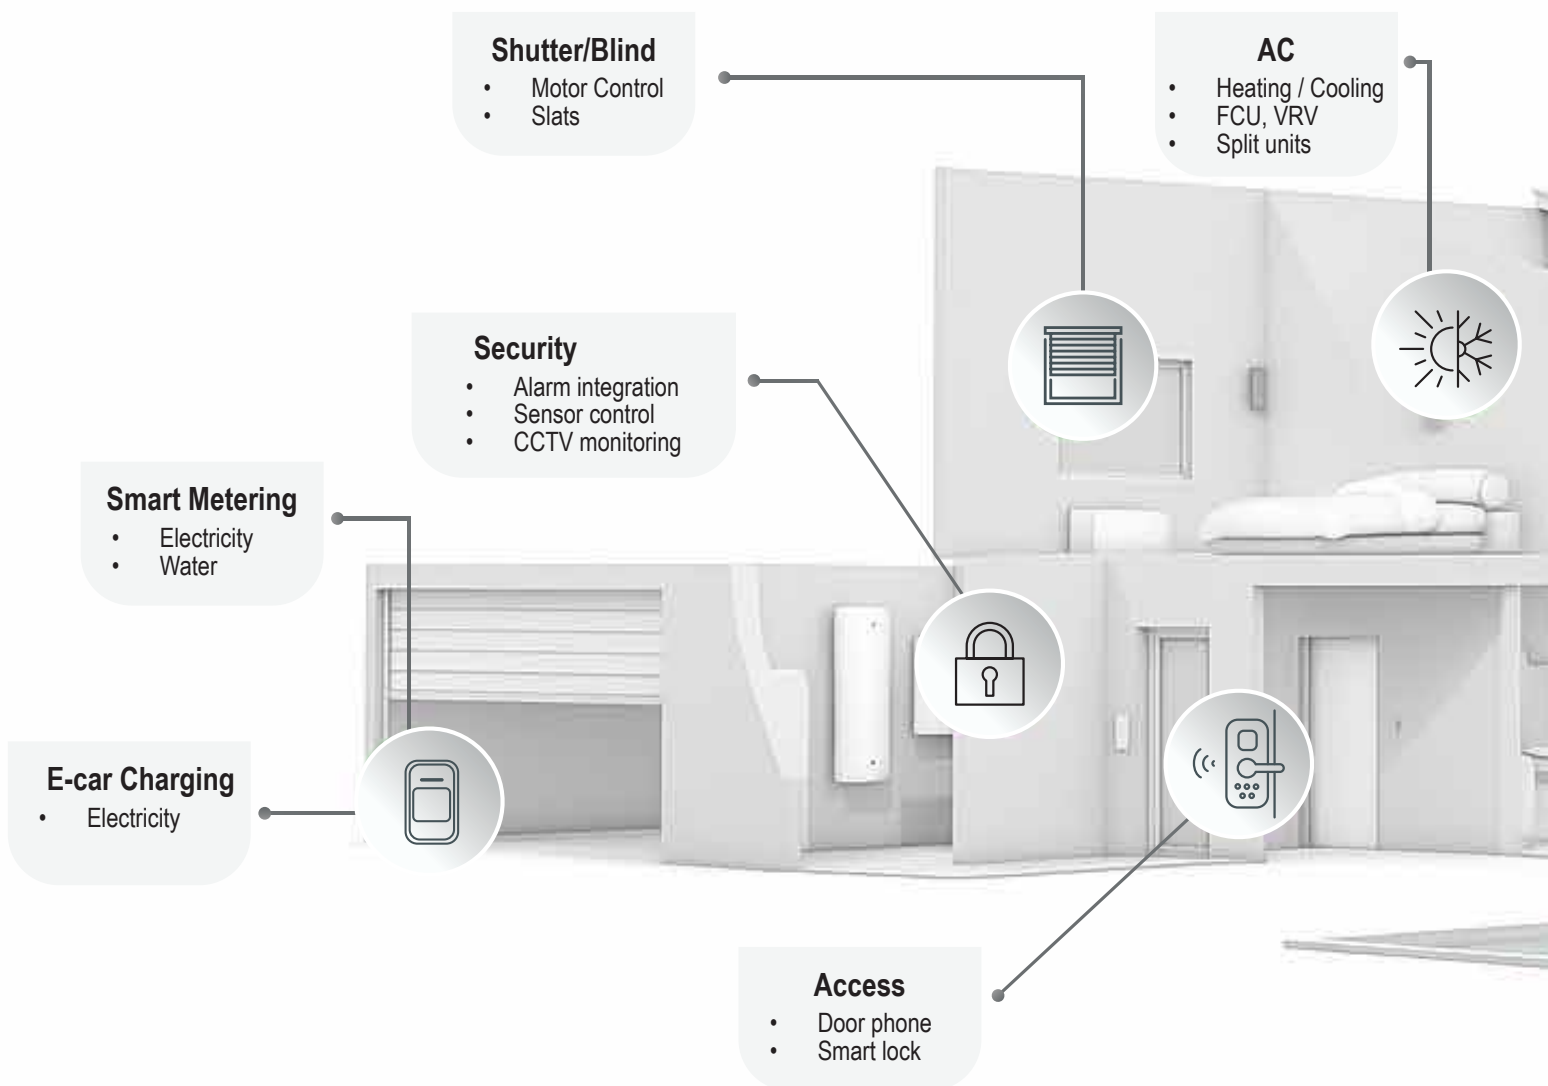 Shutter/Blind
• Motor Control
• Slats
AC
• Heating / Cooling
• FCU, VRV
• Split units
Security
• Alarm integration
• Sensor control
• CCTV monitoring
Smart Metering
• Electricity
• Water
E-car Charging
• Electricity
Access
• Door phone
• Smart lock